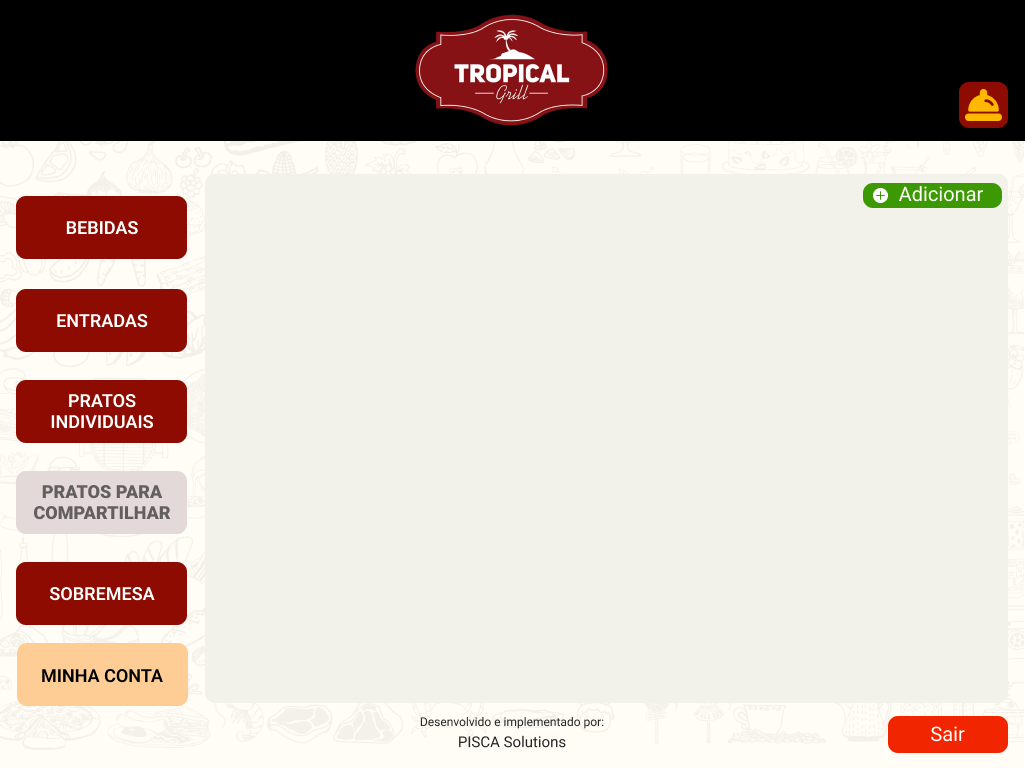 TROPICAL
Grill
Adicionar
BEBIDAS
ENTRADAS
PRATOS
INDIVIDUAIS
PRATOS PARA
COMPARTILHAR
SOBREMESA
MINHA CONTA
Desenvolvido e implementado por:
PISCA Solutions
Sair